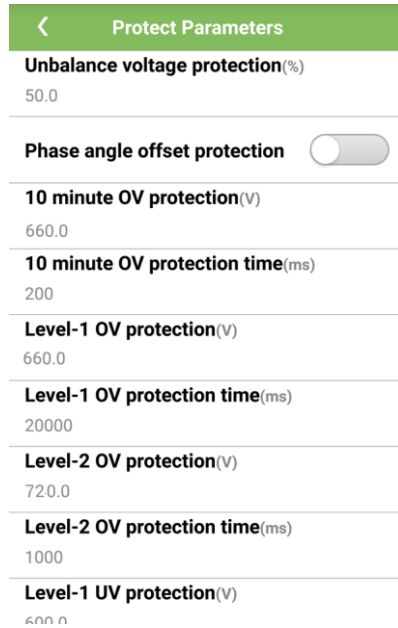 Protect Parameters
Unbalance voltage protection(%)
50.0
Phase angle offset protection
10 minute OV protection(V)
660.0
10 minute OV protection time(ms)
200
Level-1 OV protection(V)
660.0
Level-1 OV protection time(ms)
20000
Level-2 OV protection(V)
720.0
Level-2 OV protection time(ms)
1000
Level-1 UV protection(V)
600.0